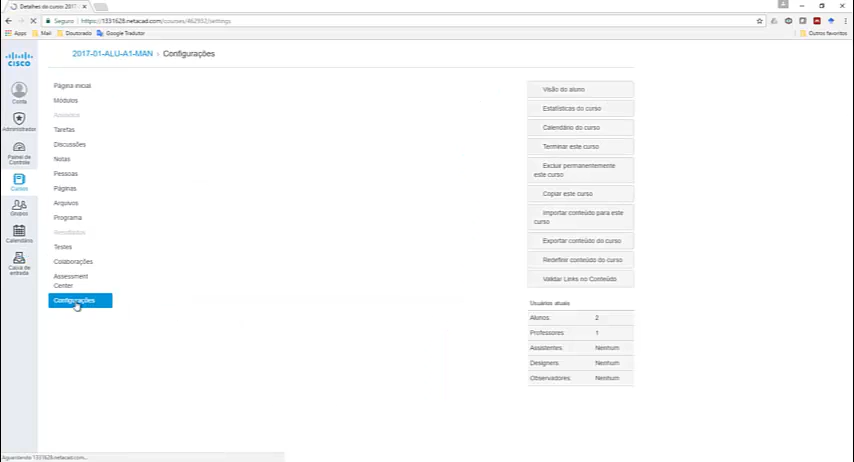 Detalhes do curso 2017-
Seguro
https://1331628.netacad.com/courses/462902/settings
Apps
Mail
Doutorado
Google Tradutor
Outros favoritos
CISCO
2017-01-ALU-A1-MAN › Configurações
Conta
Administrador
Painel de
Controle
Cursos
Grupos
Calendário
Caixa de
entrada
Página inicial
Módulos
Anúncios
Tarefas
Discussões
Notas
Pessoas
Páginas
Arquivos
Programa
Resultados
Testes
Colaborações
Assessment
Center
Configurações
Visão do aluno
Estatísticas do curso
Calendário do curso
Terminar este curso
Excluir permanentemente
este curso
Copiar este curso
Importar conteúdo para este
curso
Exportar conteúdo do curso
Redefinir conteúdo do curso
Validar Links no Conteúdo
Usuários atuais
Alunos: 2
Professores: 1
Assistentes: Nenhum
Designers: Nenhum
Observadores: Nenhum
Aguardando 1331628.netacad.com...